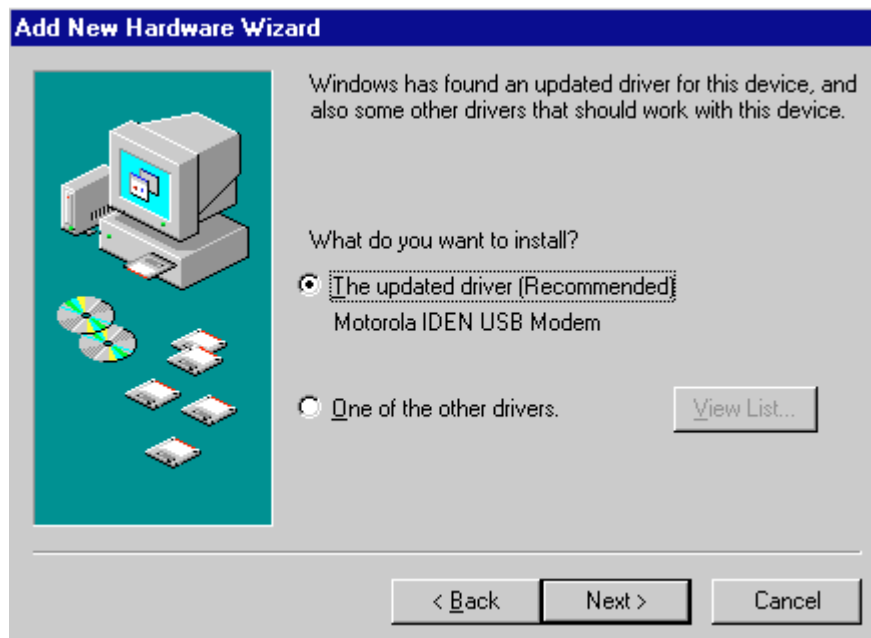 Add New Hardware Wizard
Windows has found an updated driver for this device, and
also some other drivers that should work with this device.
What do you want to install?
The updated driver (Recommended)
Motorola IDEN USB Modem
One of the other drivers.
View List...
< Back
Next >
Cancel